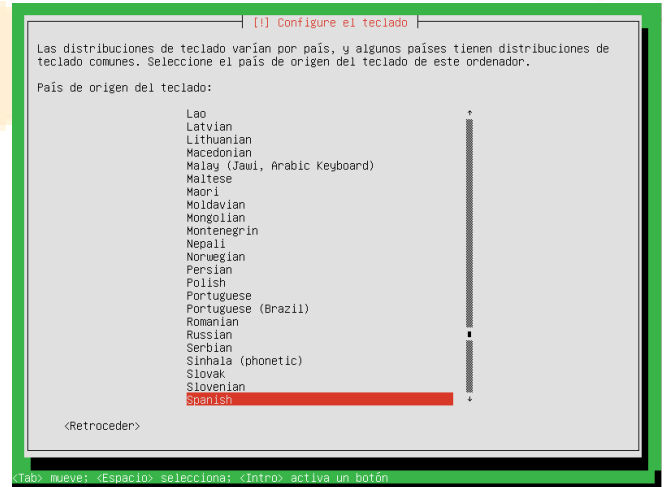 [!] Configure el teclado
Las distribuciones de teclado varían por país, y algunos países tienen distribuciones de
teclado comunes. Seleccione el país de origen del teclado de este ordenador.
País de origen del teclado:
Lao
Latvian
Lithuanian
Macedonian
Malay (Jawi, Arabic Keyboard)
Maltese
Maori
Moldavian
Mongolian
Montenegrin
Nepali
Norwegian
Persian
Polish
Portuguese
Portuguese (Brazil)
Romanian
Russian
Serbian
Sinhala (phonetic)
Slovak
Slovenian
Spanish
<Retroceder>
<Tab> mueve; <Espacio> selecciona; <Intro> activa un botón